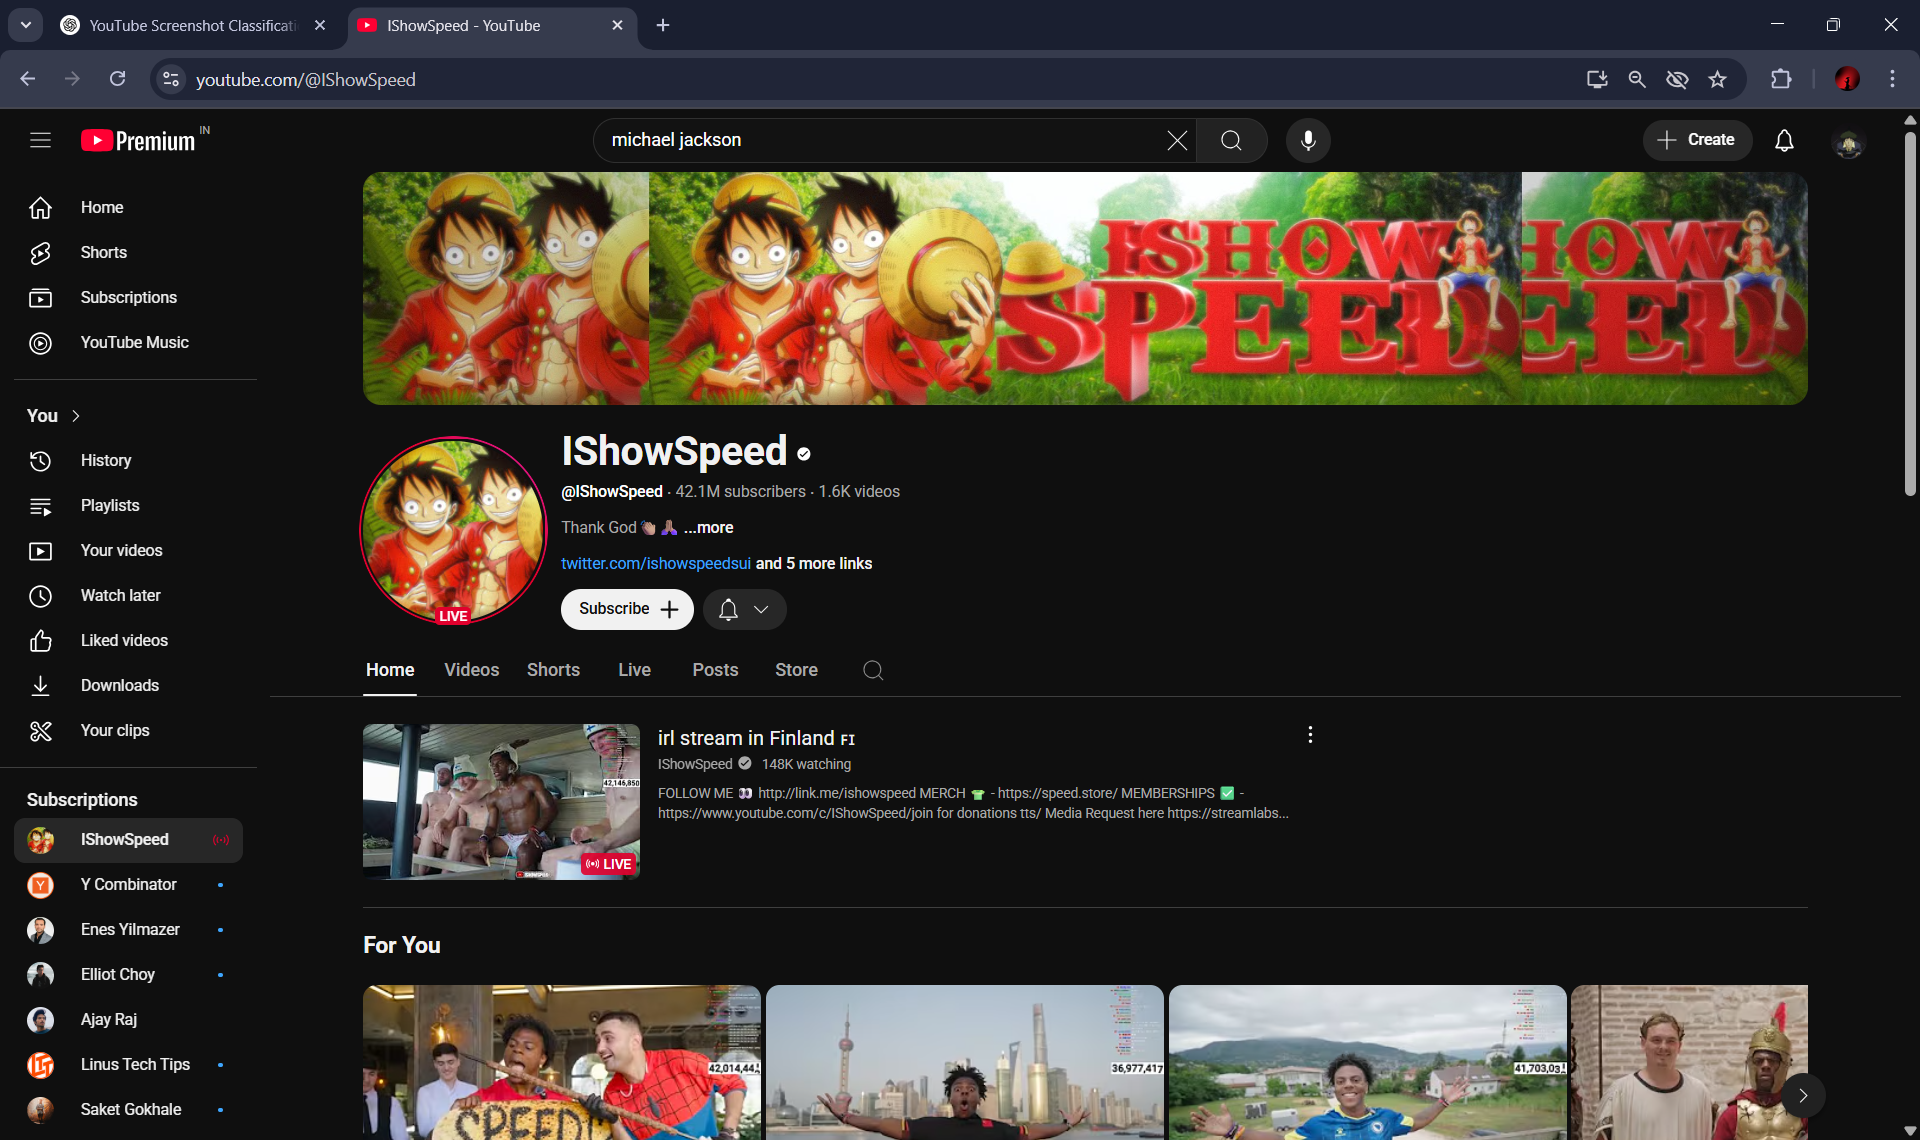 YouTube Screenshot Classificati
IShowSpeed - YouTube
youtube.com/@IShowSpeed
Premium IN
michael jackson
Create
Home
Shorts
Subscriptions
YouTube Music
You
History
Playlists
Your videos
Watch later
Liked videos
Downloads
Your clips
Subscriptions
IShowSpeed
Y Combinator
Enes Yilmazer
Elliot Choy
Ajay Raj
Linus Tech Tips
Saket Gokhale
ISHOW HOW
SPEED EED
IShowSpeed
@IShowSpeed · 42.1M subscribers · 1.6K videos
Thank God 👏🏽 🙏🏽 ...more
twitter.com/ishowspeedsui and 5 more links
LIVE
Subscribe
Home Videos Shorts Live Posts Store
irl stream in Finland FI
IShowSpeed 148K watching
FOLLOW ME 👀 http://link.me/ishowspeed MERCH 👕 - https://speed.store/ MEMBERSHIPS ✅ -
https://www.youtube.com/c/IShowSpeed/join for donations tts/ Media Request here https://streamlabs...
42,146,850
LIVE
For You
42,014,44
SPEED
36,977,417
41,703,03